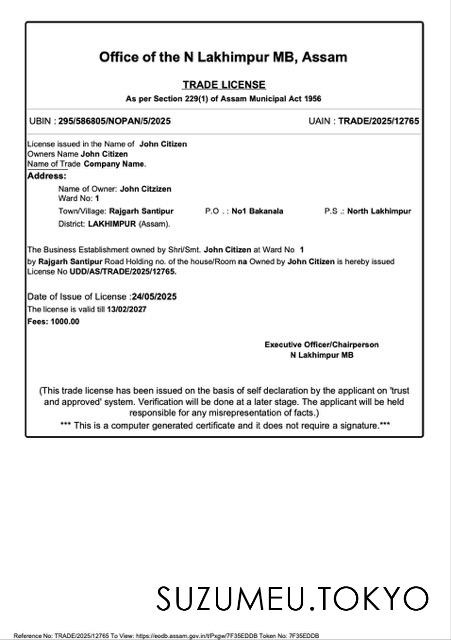 Office of the N Lakhimpur MB, Assam
TRADE LICENSE
As per Section 229(1) of Assam Municipal Act 1956
UBIN : 295/586805/NOPAN/5/2025 UAIN : TRADE/2025/12765
License issued in the Name of John Citizen
Owners Name John Citizen
Name of Trade Company Name.
Address:
Name of Owner: John Citzizen
Ward No: 1
Town/Village: Rajgarh Santipur P.O . : No1 Bakanala P.S .: North Lakhimpur
District: LAKHIMPUR (Assam).
The Business Establishment owned by Shri/Smt. John Citizen at Ward No 1
by Rajgarh Santipur Road Holding no. of the house/Room na Owned by John Citizen is hereby issued
License No UDD/AS/TRADE/2025/12765.
Date of Issue of License :24/05/2025
The license is valid till 13/02/2027
Fees: 1000.00
Executive Officer/Chairperson
N Lakhimpur MB
(This trade license has been issued on the basis of self declaration by the applicant on 'trust
and approved' system. Verification will be done at a later stage. The applicant will be held
responsible for any misrepresentation of facts.)
*** This is a computer generated certificate and it does not require a signature.***
SUZUMEU.TOKYO
Reference No: TRADE/2025/12765 To View: https://eodb.assam.gov.in/t/Pxgw/7F35EDDB Token No: 7F35EDDB